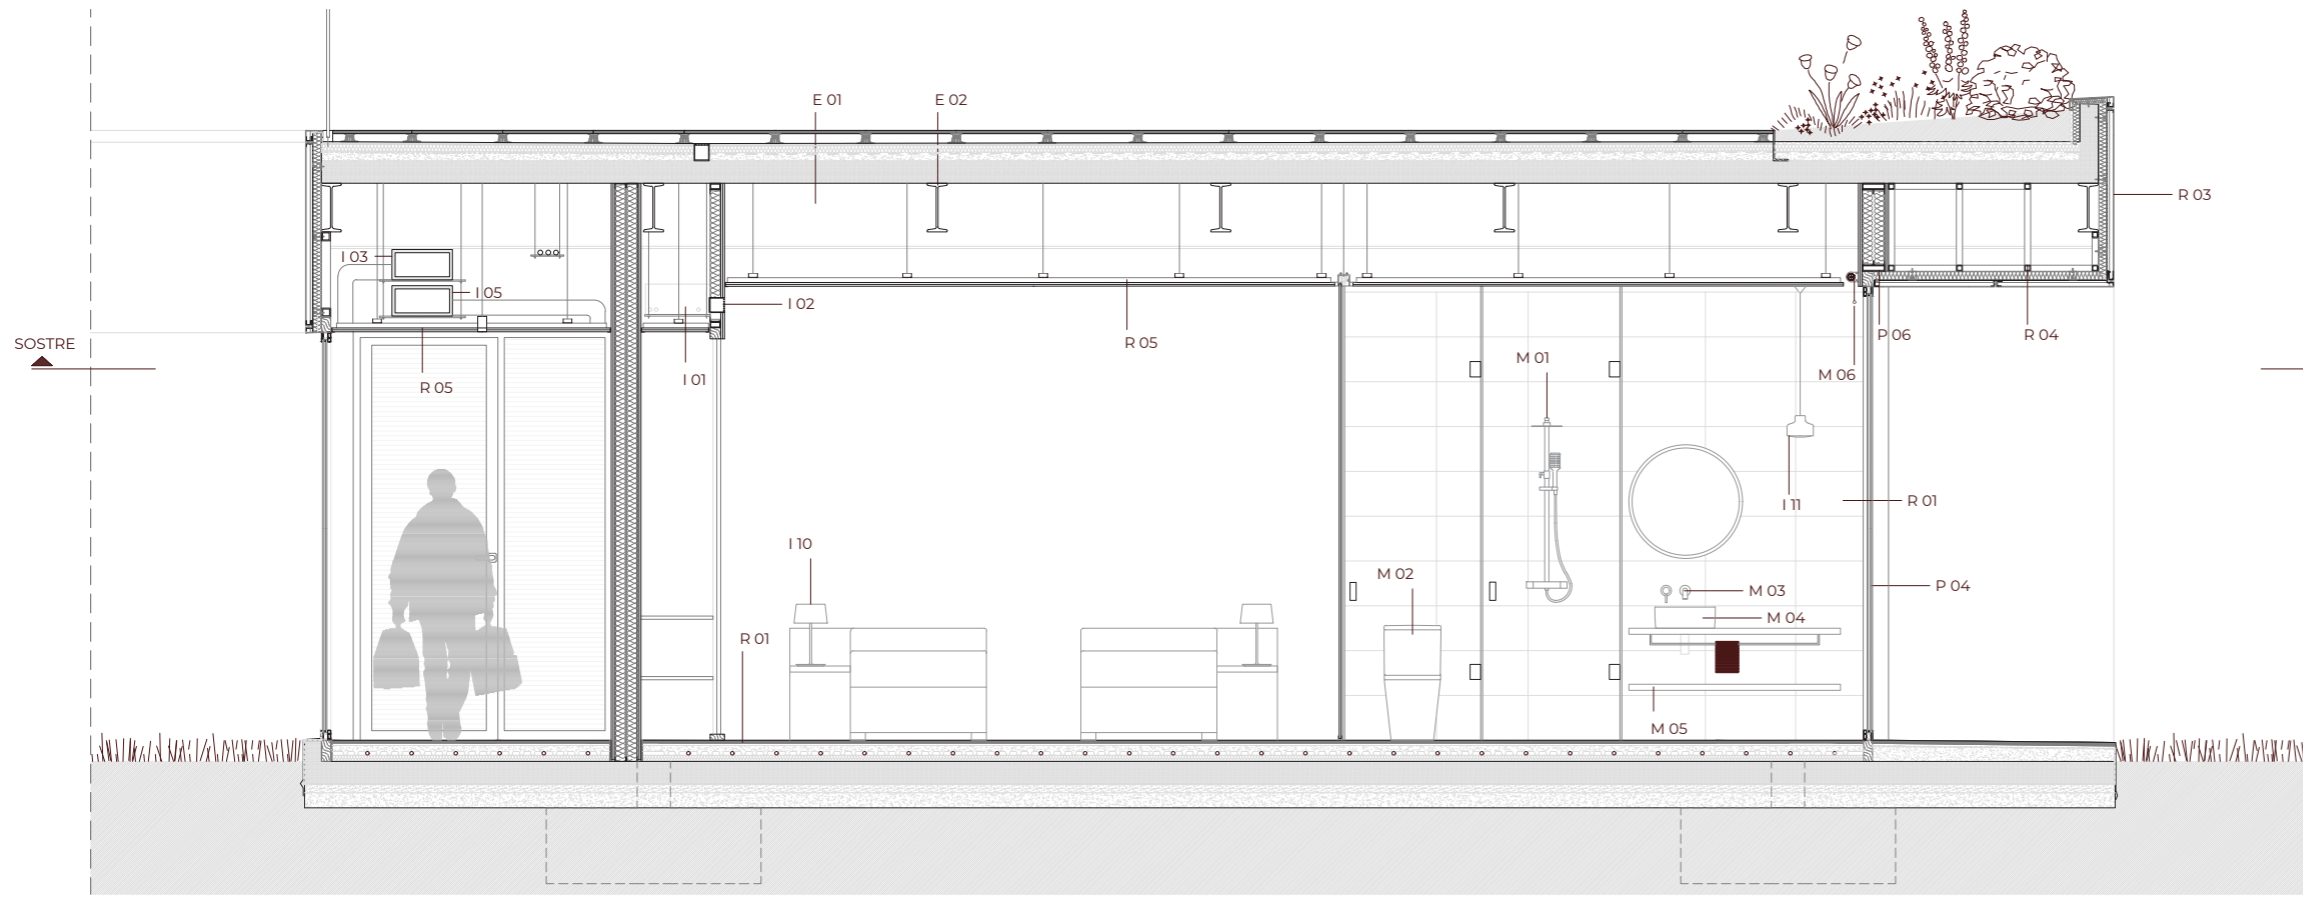 E 01
E 02
R 03
I 03
I 05
I 02
SOSTRE
R 05
P 06
R 04
M 01
M 06
I 01
R 05
I 11
R 01
I 10
M 02
P 04
M 03
M 04
R 01
M 05